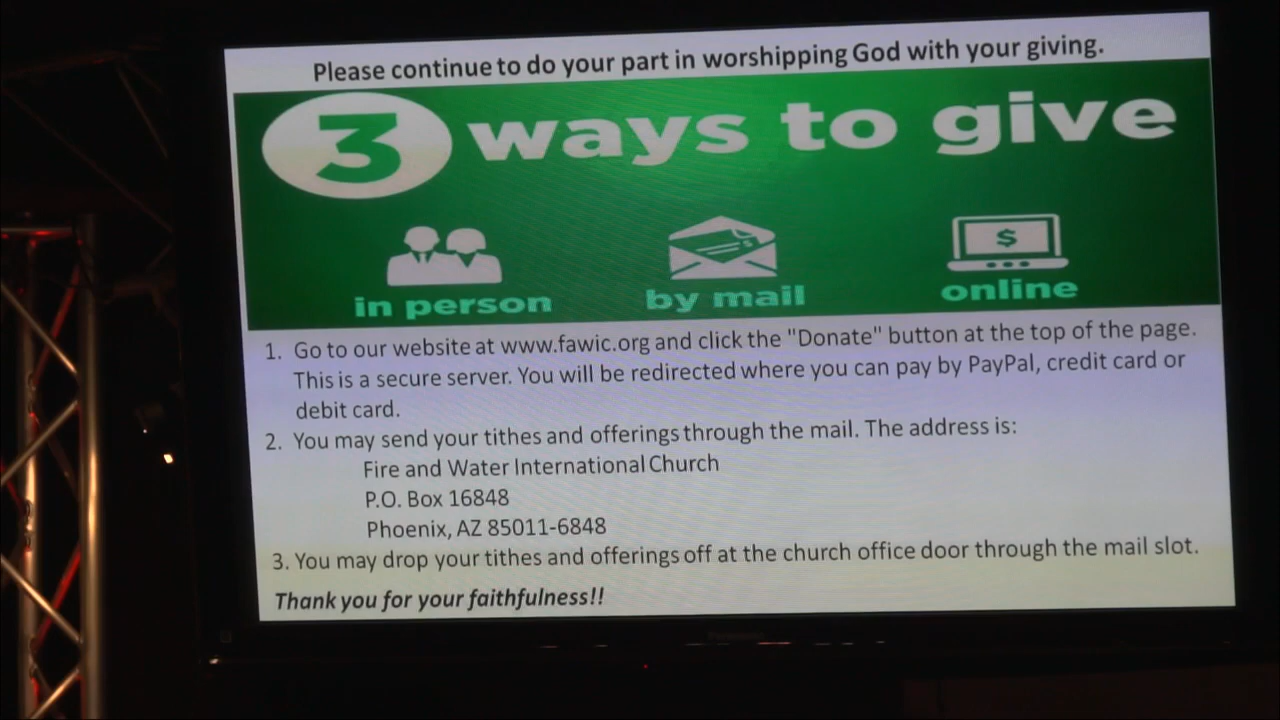 Please continue to do your part in worshipping God with your giving.
3 ways to give
in person
by mail
online
1. Go to our website at www.fawic.org and click the "Donate" button at the top of the page.
This is a secure server. You will be redirected where you can pay by PayPal, credit card or
debit card.
2. You may send your tithes and offerings through the mail. The address is:
Fire and Water International Church
P.O. Box 16848
Phoenix, AZ 85011-6848
3. You may drop your tithes and offerings off at the church office door through the mail slot.
Thank you for your faithfulness!!
Panasonic